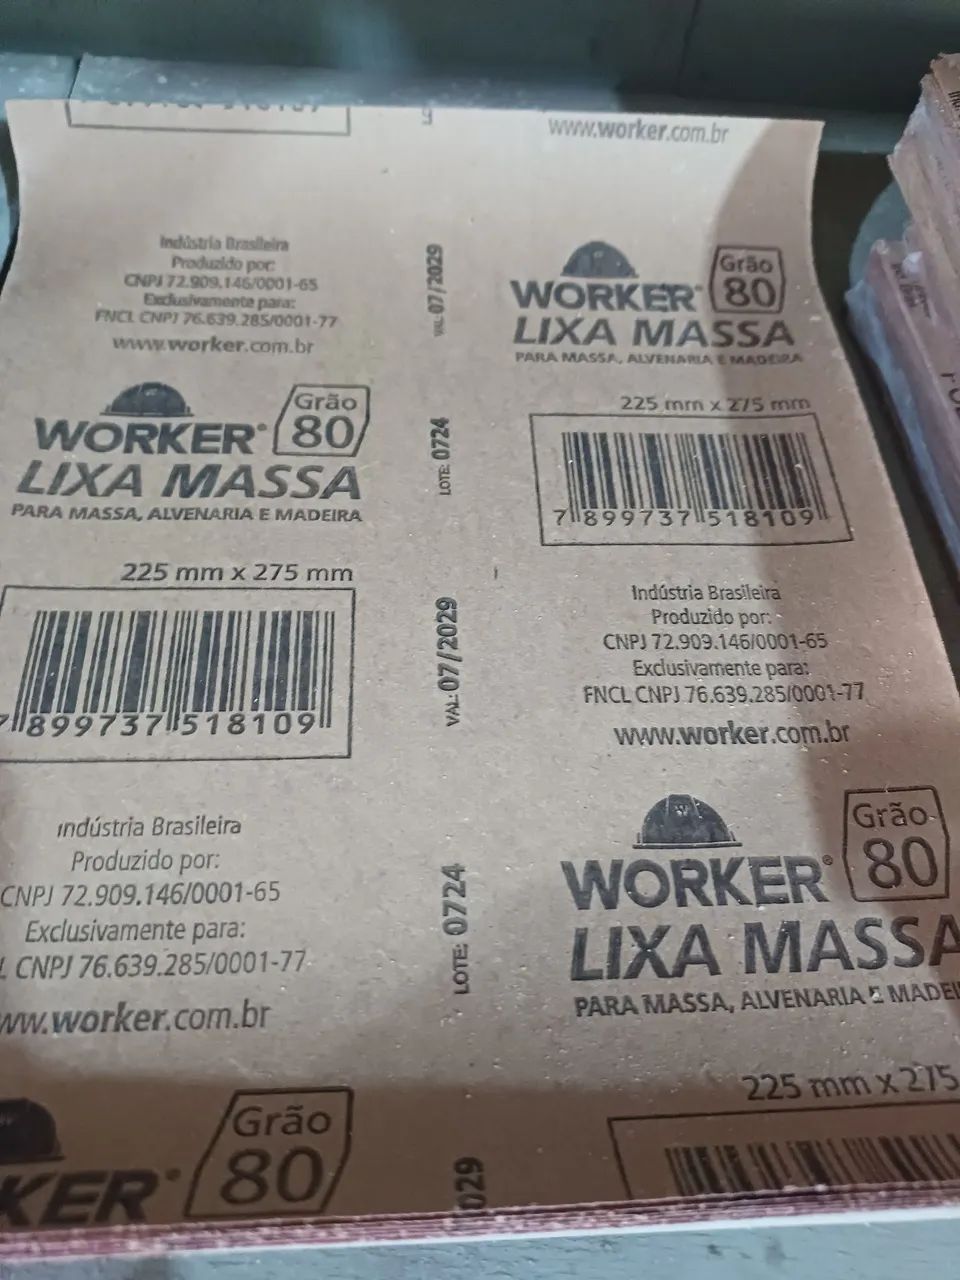 www.worker.com.br
Indústria Brasileira
Produzido por:
CNPJ 72.909.146/0001-65
Exclusivamente para:
FNCL CNPJ 76.639.285/0001-77
www.worker.com.br
WORKER®
Grão
80
LIXA MASSA
PARA MASSA, ALVENARIA E MADEIRA
225 mm x 275 mm
7 899737 518109
Indústria Brasileira
Produzido por:
CNPJ 72.909.146/0001-65
Exclusivamente para:
L CNPJ 76.639.285/0001-77
ww.worker.com.br
Grão
80
KER®
VAL: 07/2029
LOTE: 0724
VAL: 07/2029
LOTE: 0724
029
WORKER®
Grão
80
LIXA MASSA
PARA MASSA, ALVENARIA E MADEIRA
225 mm x 275 mm
7 899737 518109
Indústria Brasileira
Produzido por:
CNPJ 72.909.146/0001-65
Exclusivamente para:
FNCL CNPJ 76.639.285/0001-77
www.worker.com.br
WORKER®
Grão
80
LIXA MASSA
PARA MASSA, ALVENARIA E MADEI
225 mm x 275